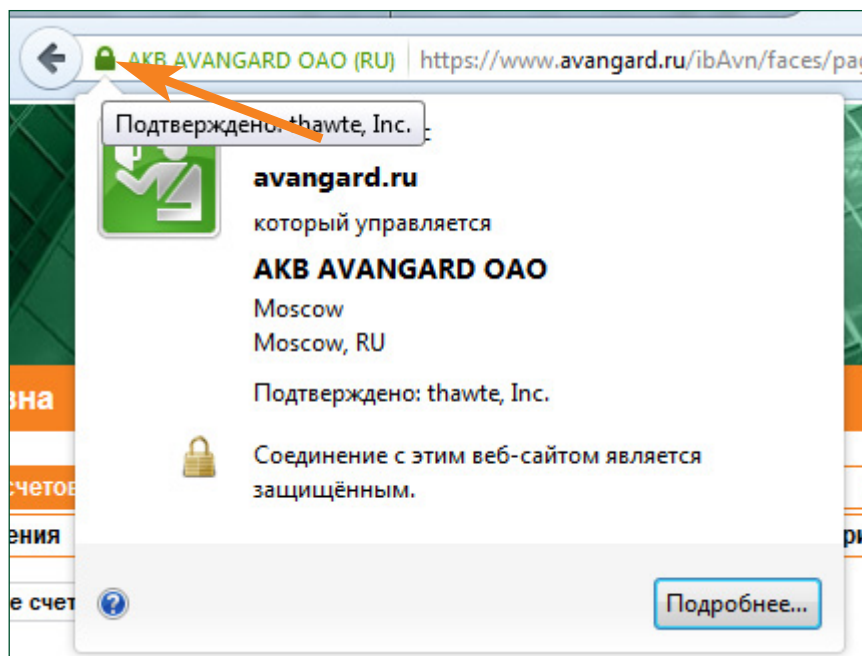 AKB AVANGARD OAO (RU) https://www.avangard.ru/ibAvn/faces/pag
Подтверждено: thawte, Inc.
avangard.ru
который управляется
AKB AVANGARD OAO
Moscow
Moscow, RU
Подтверждено: thawte, Inc.
Соединение с этим веб-сайтом является
защищённым.
вна
счетов
ения
е счет
Подробнее...